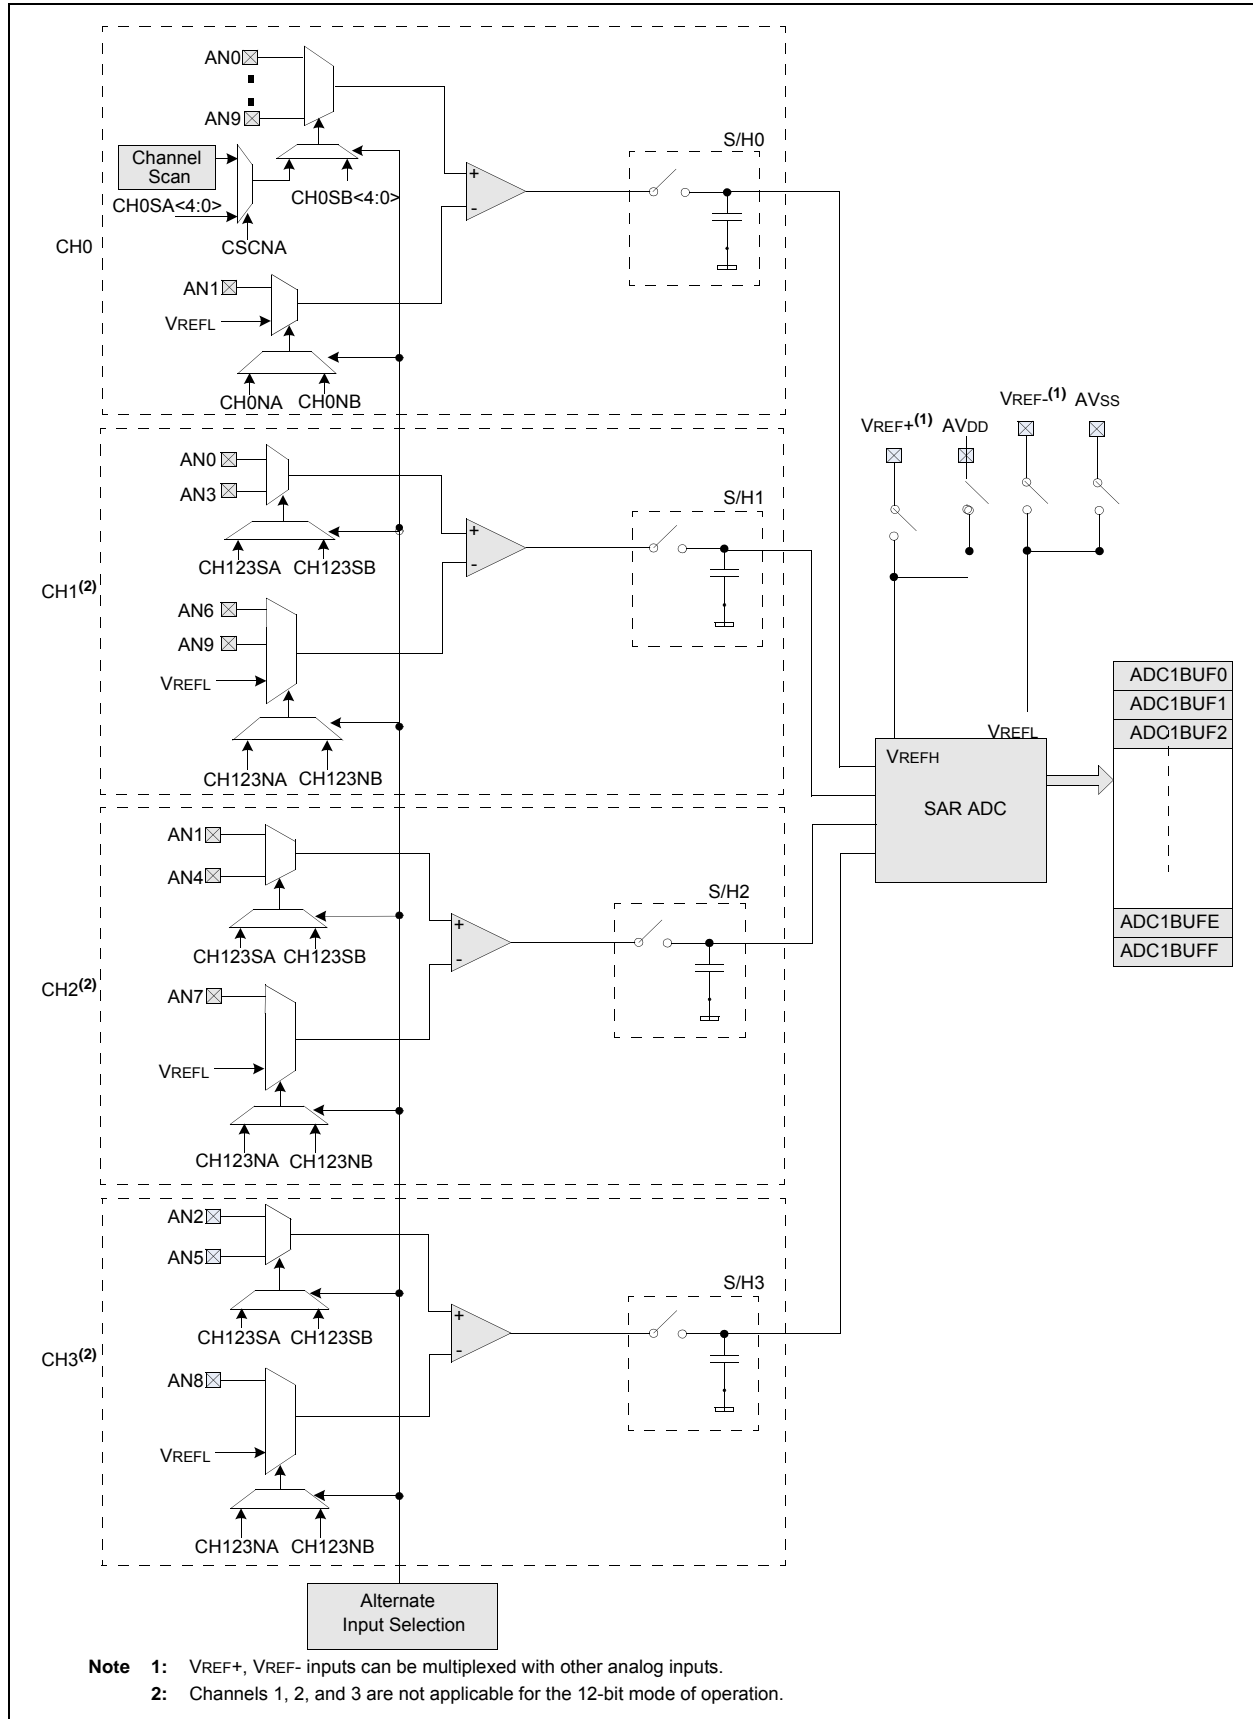 AN0
AN9
Channel
Scan
CH0SA<4:0>
CH0SB<4:0>
CSCNA
CH0
AN1
VREFL
CH0NA CH0NB
+
-
S/H0
AN0
AN3
CH123SA CH123SB
CH1(2)
AN6
AN9
VREFL
CH123NA CH123NB
+
-
S/H1
AN1
AN4
CH123SA CH123SB
CH2(2)
AN7
VREFL
CH123NA CH123NB
+
-
S/H2
AN2
AN5
CH123SA CH123SB
CH3(2)
AN8
VREFL
CH123NA CH123NB
+
-
S/H3
VREF+(1) AVDD
VREF-(1) AVSS
VREFH
VREFL
SAR ADC
ADC1BUF0
ADC1BUF1
ADC1BUF2
ADC1BUFE
ADC1BUFF
Alternate
Input Selection
Note 1: VREF+, VREF- inputs can be multiplexed with other analog inputs.
2: Channels 1, 2, and 3 are not applicable for the 12-bit mode of operation.